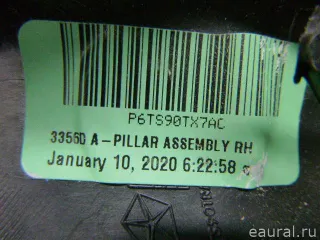 P6TS90TX7AC
3356D A-PILLAR ASSEMBLY RH
January 10, 2020 6:22:58
eaural.ru